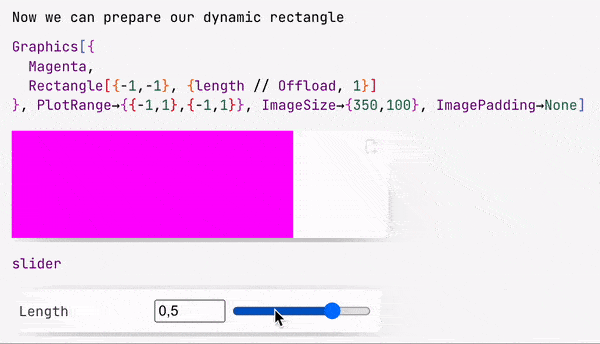 Now we can prepare our dynamic rectangle
Graphics[{
  Magenta,
  Rectangle[{-1,-1}, {length // Offload, 1}]
}, PlotRange→{{-1,1},{-1,1}}, ImageSize→{350,100}, ImagePadding→None]
slider
Length 0,5